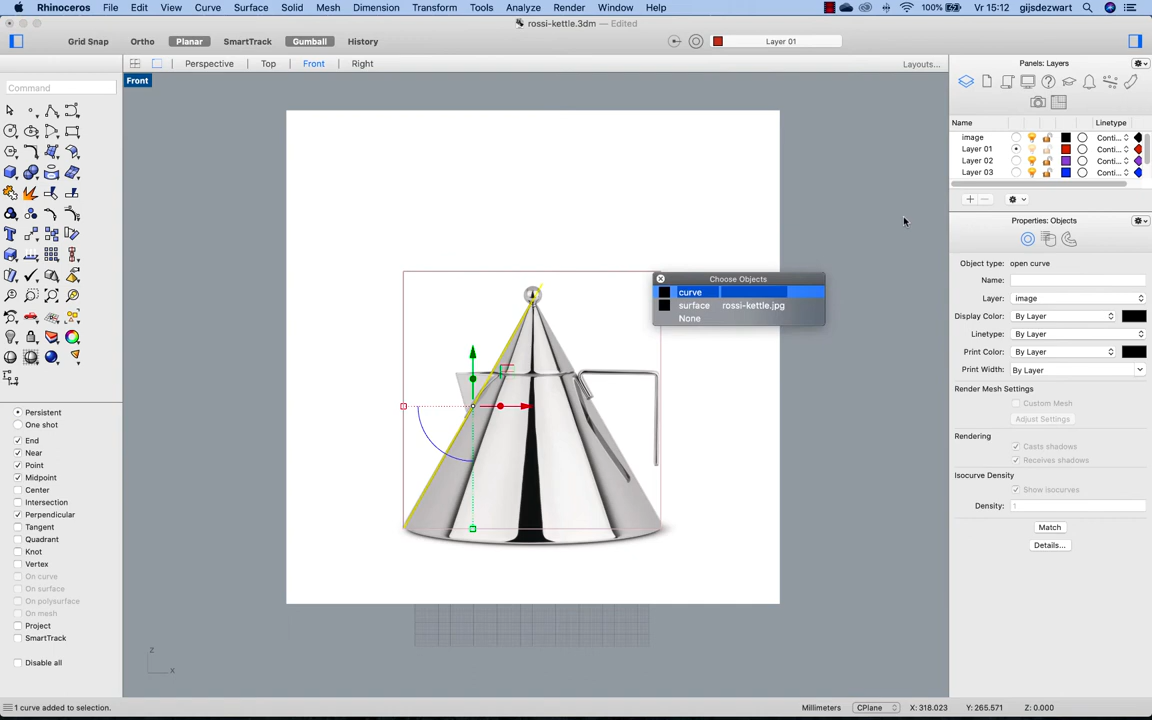 Rhinoceros File Edit View Curve Surface Solid Mesh Dimension Transform Tools Analyze Render Window Help 100% Vr 15:12 gijsdezwart
rossi-kettle.3dm — Edited
Grid Snap Ortho Planar SmartTrack Gumball History Layer 01
Perspective Top Front Right Layouts...
Panels: Layers
Front
Command
Name Linetype
image Conti...
Layer 01 Conti...
Layer 02 Conti...
Layer 03 Conti...
Properties: Objects
Object type: open curve
Name:
Layer: image
Display Color: By Layer
Linetype: By Layer
Print Color: By Layer
Print Width: By Layer
Render Mesh Settings
Custom Mesh
Adjust Settings
Rendering
Casts shadows
Receives shadows
Isocurve Density
Show isocurves
Density: 1
Match
Details...
Choose Objects
curve
surface rossi-kettle.jpg
None
Persistent
One shot
End
Near
Point
Midpoint
Center
Intersection
Perpendicular
Tangent
Quadrant
Knot
Vertex
On curve
On surface
On polysurface
On mesh
Project
SmartTrack
Disable all
z
x
1 curve added to selection. Millimeters CPlane X: 318.023 Y: 265.571 Z: 0.000